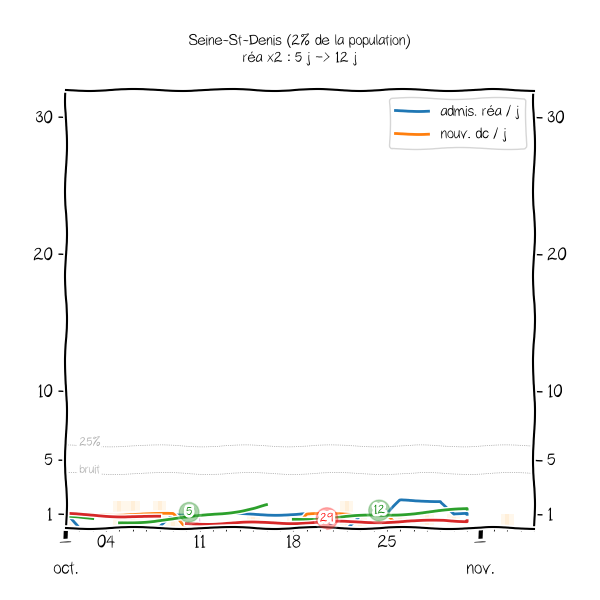 Seine-St-Denis (2% de la population)
réa x2 : 5 j -> 12 j
admis. réa / j
nouv. dc / j
30 30
20 20
10 10
25%
5 5
bruit
1 5 29 12 1
04 11 18 25
oct. nov.